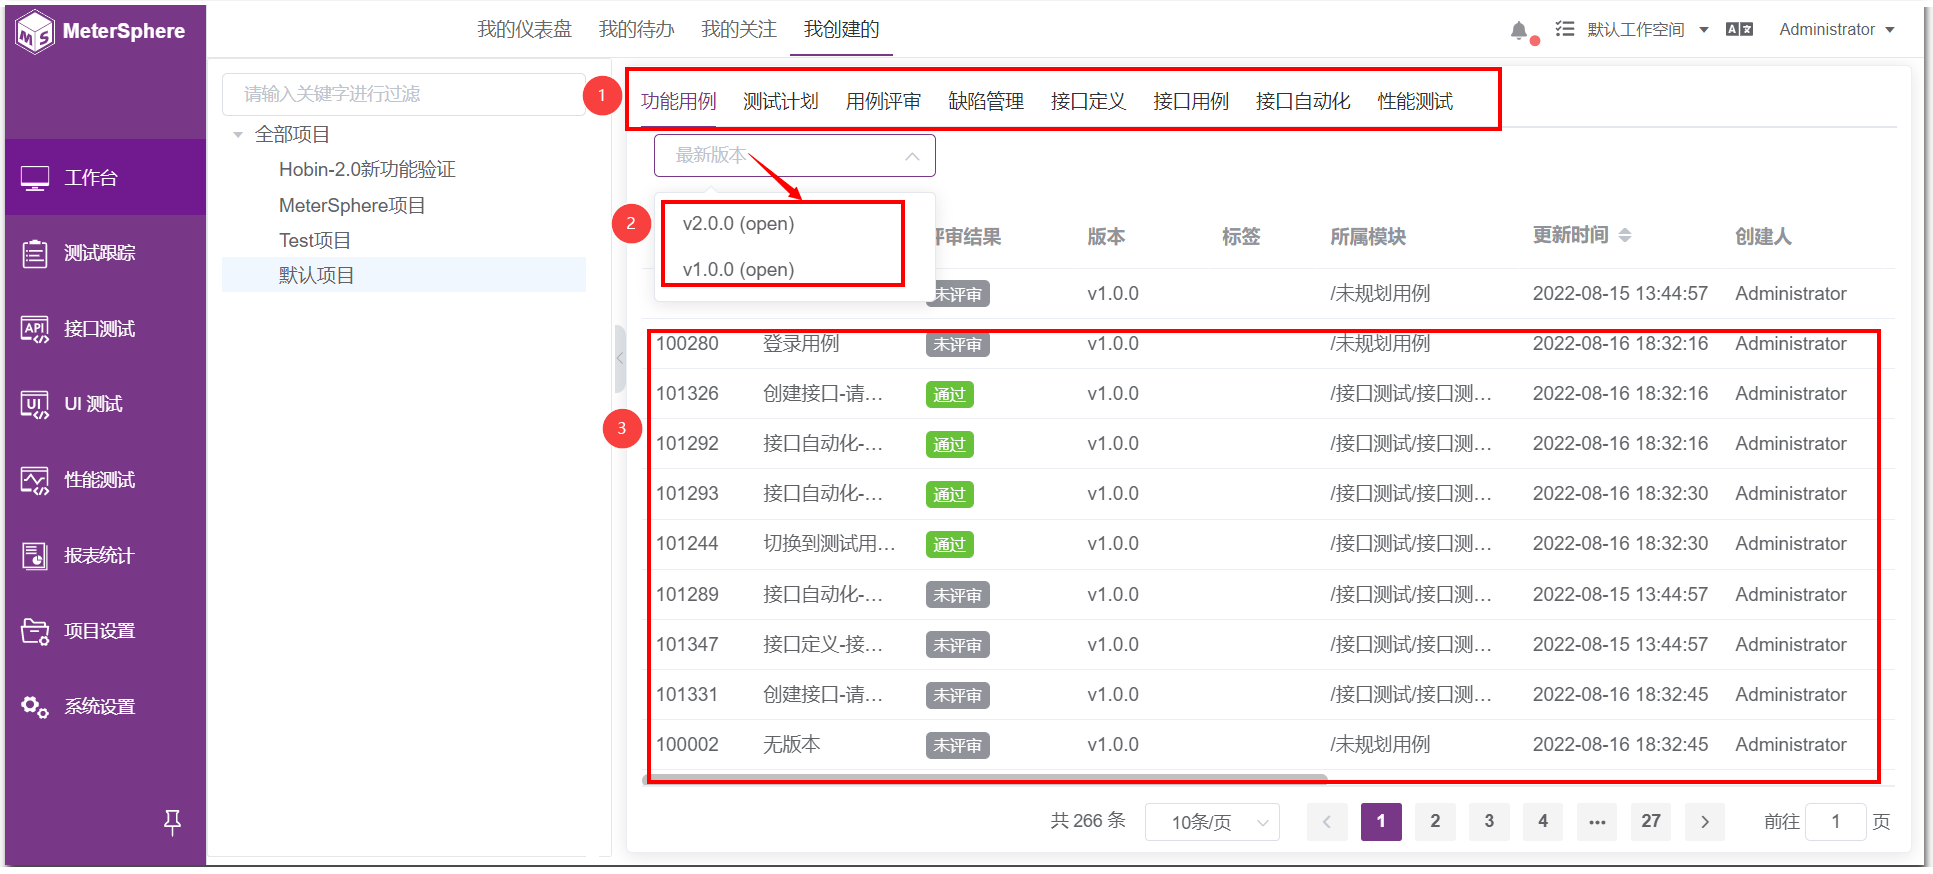 MeterSphere
我的仪表盘 我的待办 我的关注 我创建的
默认工作空间 Administrator
请输入关键字进行过滤
全部项目
Hobin-2.0新功能验证
MeterSphere项目
Test项目
默认项目
工作台
测试跟踪
接口测试
UI 测试
性能测试
报表统计
项目设置
系统设置
1
功能用例 测试计划 用例评审 缺陷管理 接口定义 接口用例 接口自动化 性能测试
最新版本
2
v2.0.0 (open)
v1.0.0 (open)
评审结果 版本 标签 所属模块 更新时间 创建人
未评审 v1.0.0 /未规划用例 2022-08-15 13:44:57 Administrator
3
100280 登录用例 未评审 v1.0.0 /未规划用例 2022-08-16 18:32:16 Administrator
101326 创建接口-请... 通过 v1.0.0 /接口测试/接口测... 2022-08-16 18:32:16 Administrator
101292 接口自动化-... 通过 v1.0.0 /接口测试/接口测... 2022-08-16 18:32:16 Administrator
101293 接口自动化-... 通过 v1.0.0 /接口测试/接口测... 2022-08-16 18:32:30 Administrator
101244 切换到测试用... 通过 v1.0.0 /接口测试/接口测... 2022-08-16 18:32:30 Administrator
101289 接口自动化-... 未评审 v1.0.0 /接口测试/接口测... 2022-08-15 13:44:57 Administrator
101347 接口定义-接... 未评审 v1.0.0 /接口测试/接口测... 2022-08-15 13:44:57 Administrator
101331 创建接口-请... 未评审 v1.0.0 /接口测试/接口测... 2022-08-16 18:32:45 Administrator
100002 无版本 未评审 v1.0.0 /未规划用例 2022-08-16 18:32:45 Administrator
共 266 条 10条/页 1 2 3 4 ... 27 前往 1 页